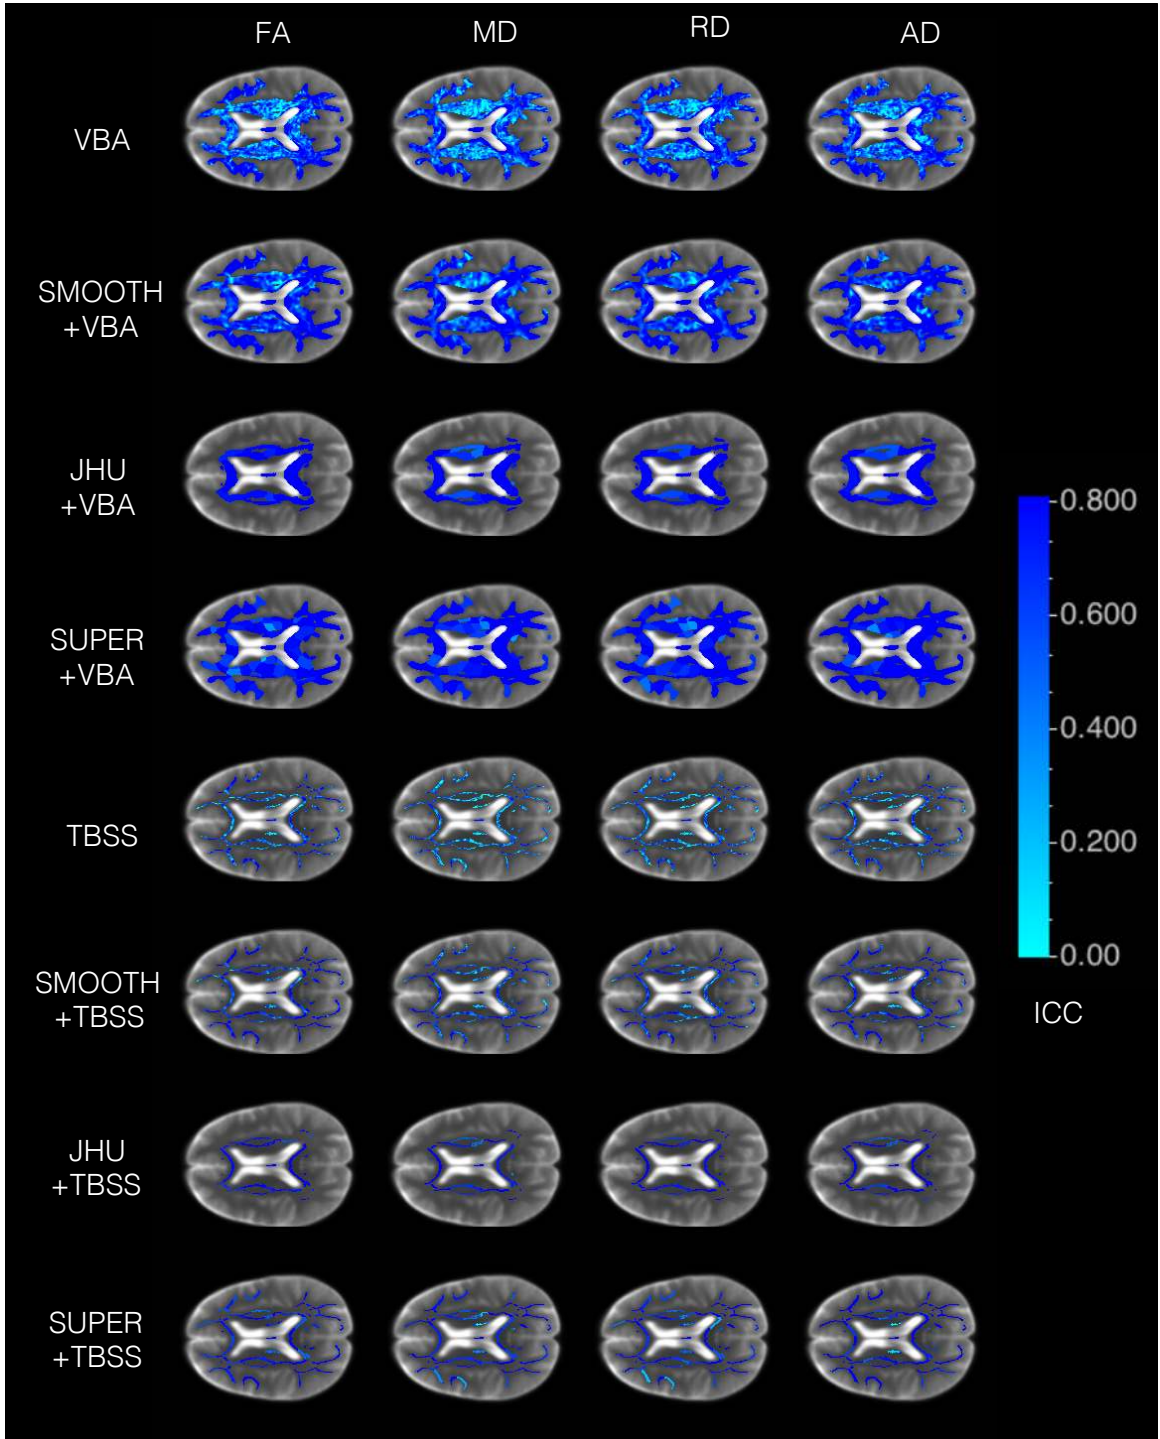 FA MD RD AD
VBA
SMOOTH
+VBA
JHU
+VBA
SUPER
+VBA
TBSS
SMOOTH
+TBSS
JHU
+TBSS
SUPER
+TBSS
0.800
0.600
0.400
0.200
0.00
ICC